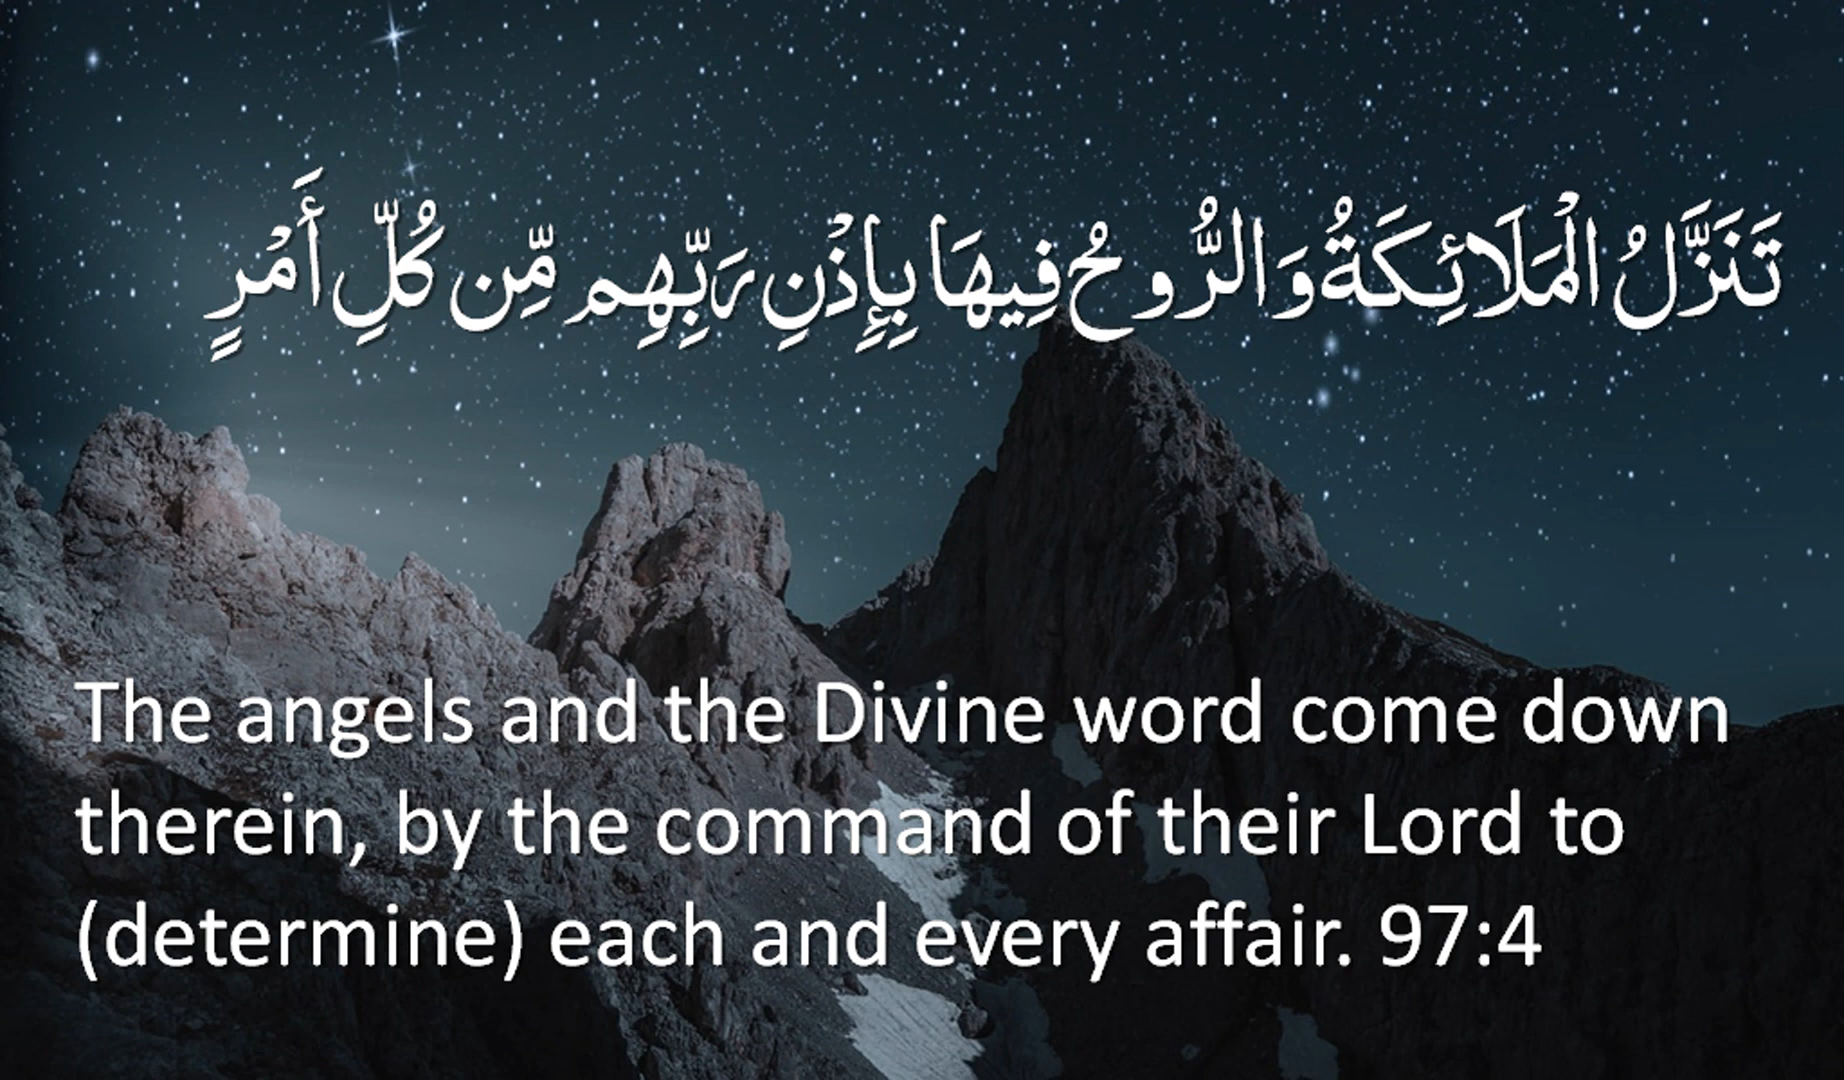 تَنَزَّلُ الْمَلَائِكَةُ وَالرُّوحُ فِيهَا بِإِذْنِ رَبِّهِم مِّن كُلِّ أَمْرٍ
The angels and the Divine word come down
therein, by the command of their Lord to
(determine) each and every affair. 97:4